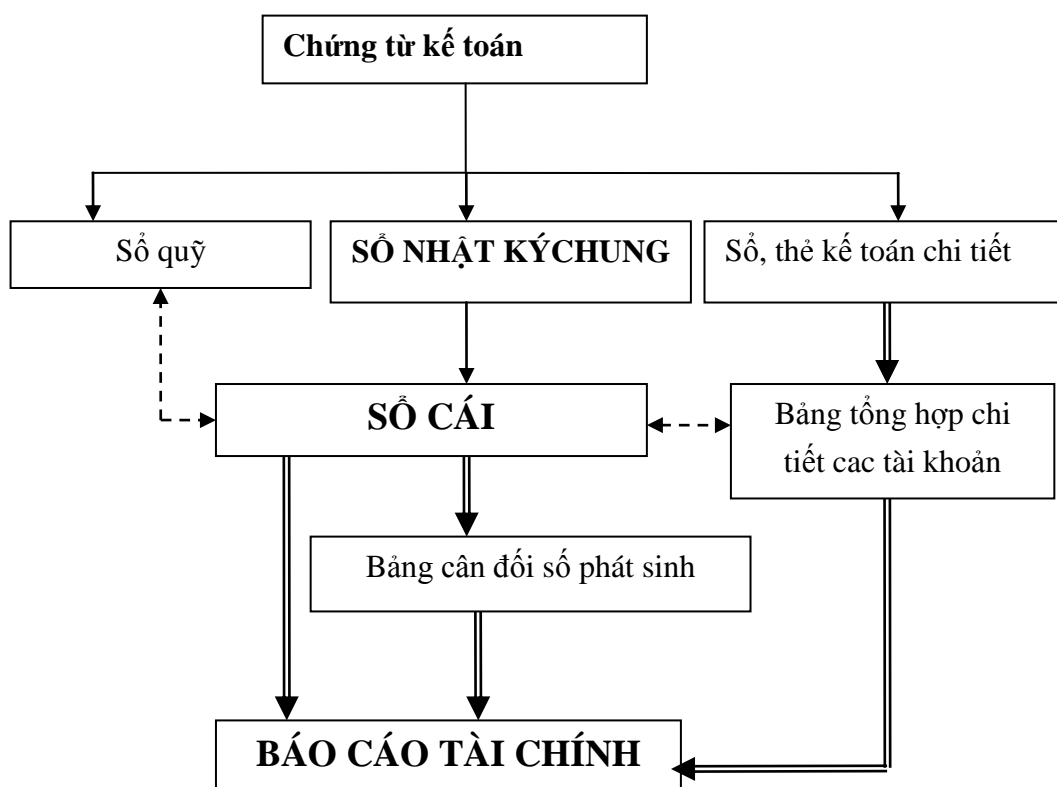 Chứng từ kế toán
Sổ quỹ
SỔ NHẬT KÝCHUNG
Sổ, thẻ kế toán chi tiết
SỔ CÁI
Bảng tổng hợp chi
tiết cac tài khoản
Bảng cân đối số phát sinh
BÁO CÁO TÀI CHÍNH